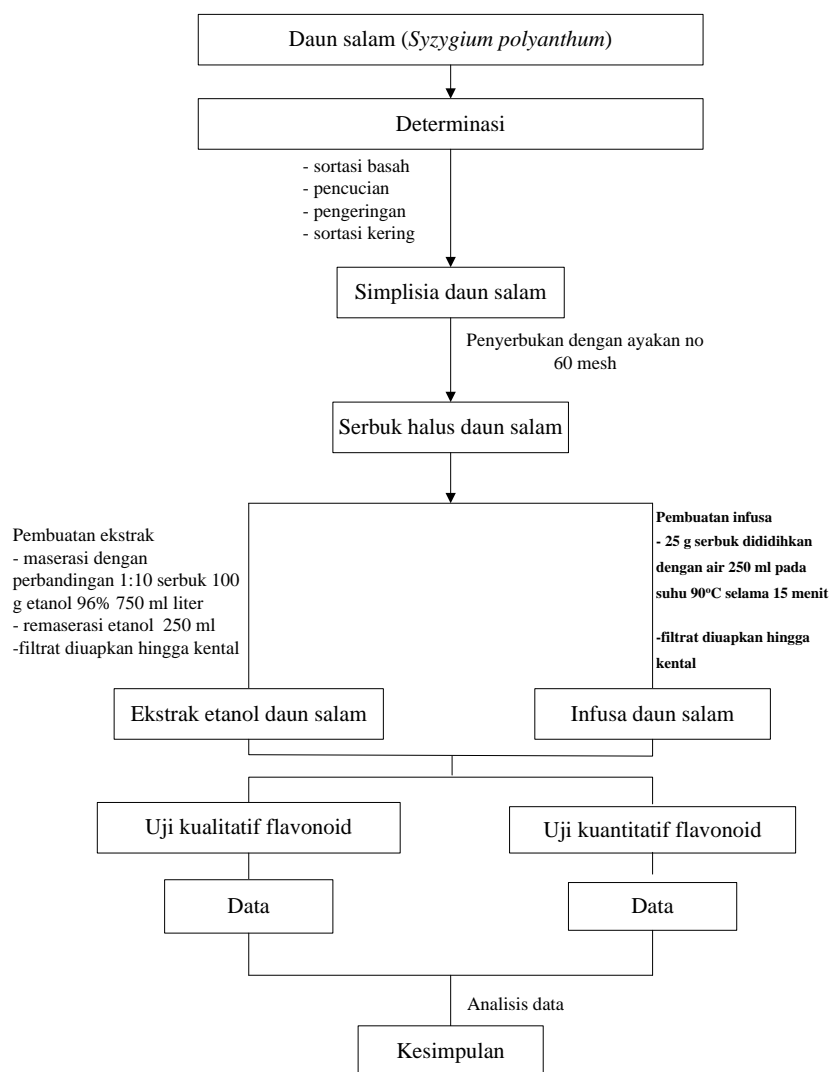 Daun salam (Syzygium polyanthum)
Determinasi
- sortasi basah
- pencucian
- pengeringan
- sortasi kering
Simplisia daun salam
Penyerbukan dengan ayakan no
60 mesh
Serbuk halus daun salam
Pembuatan ekstrak
- maserasi dengan
perbandingan 1:10 serbuk 100
g etanol 96% 750 ml liter
- remaserasi etanol 250 ml
-filtrat diuapkan hingga kental
Pembuatan infusa
- 25 g serbuk dididihkan
dengan air 250 ml pada
suhu 90°C selama 15 menit
-filtrat diuapkan hingga
kental
Ekstrak etanol daun salam
Infusa daun salam
Uji kualitatif flavonoid
Uji kuantitatif flavonoid
Data
Data
Analisis data
Kesimpulan